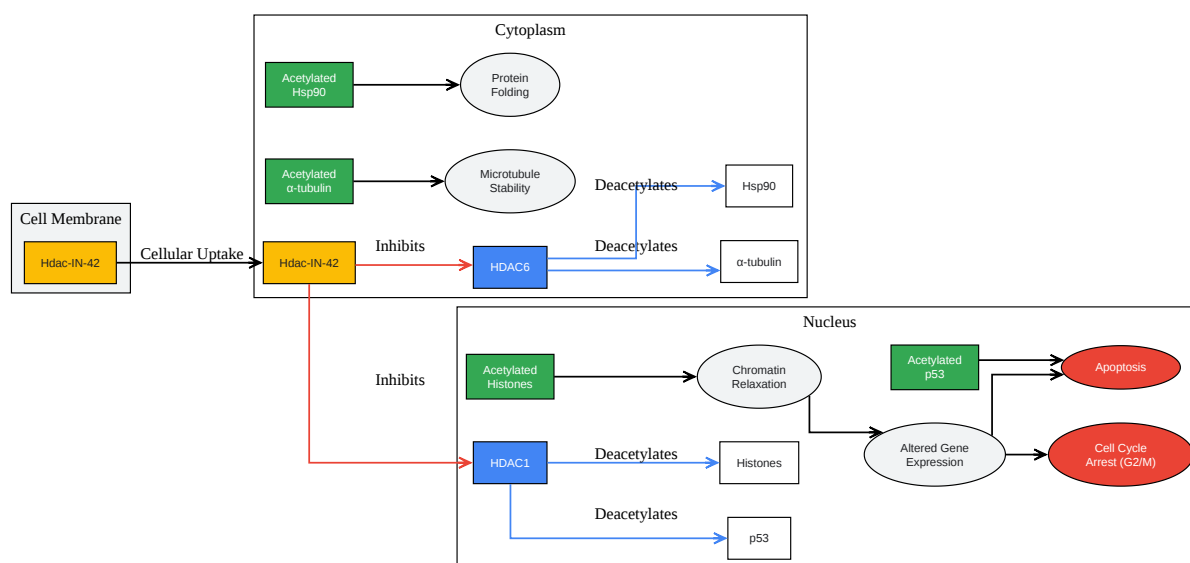 Cytoplasm
Acetylated
Hsp90
Protein
Folding
Acetylated
α-tubulin
Microtubule
Stability
Deacetylates
Hsp90
Cell Membrane
Hdac-IN-42
Cellular Uptake
Hdac-IN-42
Inhibits
HDAC6
Deacetylates
α-tubulin
Nucleus
Inhibits
Acetylated
Histones
Chromatin
Relaxation
Acetylated
p53
Apoptosis
HDAC1
Deacetylates
Histones
Altered Gene
Expression
Cell Cycle
Arrest (G2/M)
Deacetylates
p53